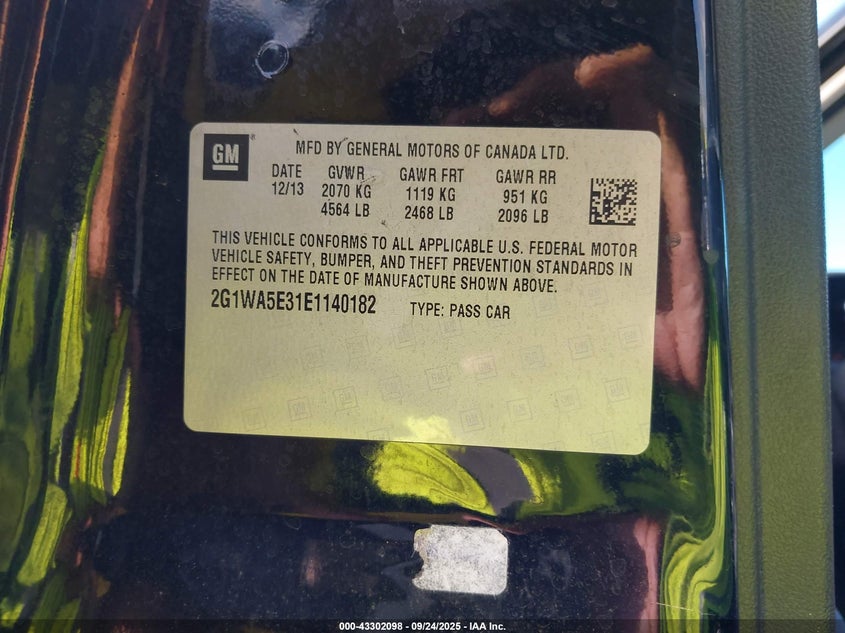 GM
MFD BY GENERAL MOTORS OF CANADA LTD.
DATE GVWR GAWR FRT GAWR RR
12/13 2070 KG 1119 KG 951 KG
4564 LB 2468 LB 2096 LB
THIS VEHICLE CONFORMS TO ALL APPLICABLE U.S. FEDERAL MOTOR
VEHICLE SAFETY, BUMPER, AND THEFT PREVENTION STANDARDS IN
EFFECT ON THE DATE OF MANUFACTURE SHOWN ABOVE.
2G1WA5E31E1140182 TYPE: PASS CAR
000-43302098 - 09/24/2025 - IAA Inc.